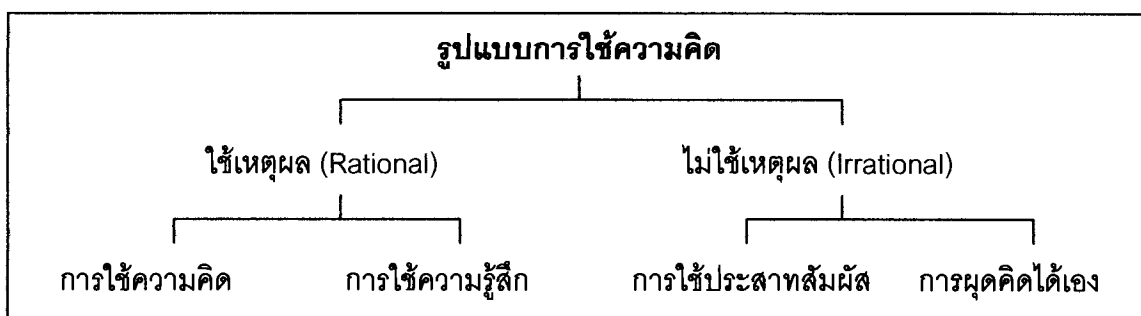 รูปแบบการใช้ความคิด
ใช้เหตุผล (Rational) ไม่ใช้เหตุผล (Irrational)
การใช้ความคิด การใช้ความรู้สึก การใช้ประสาทสัมผัส การผุดคิดได้เอง